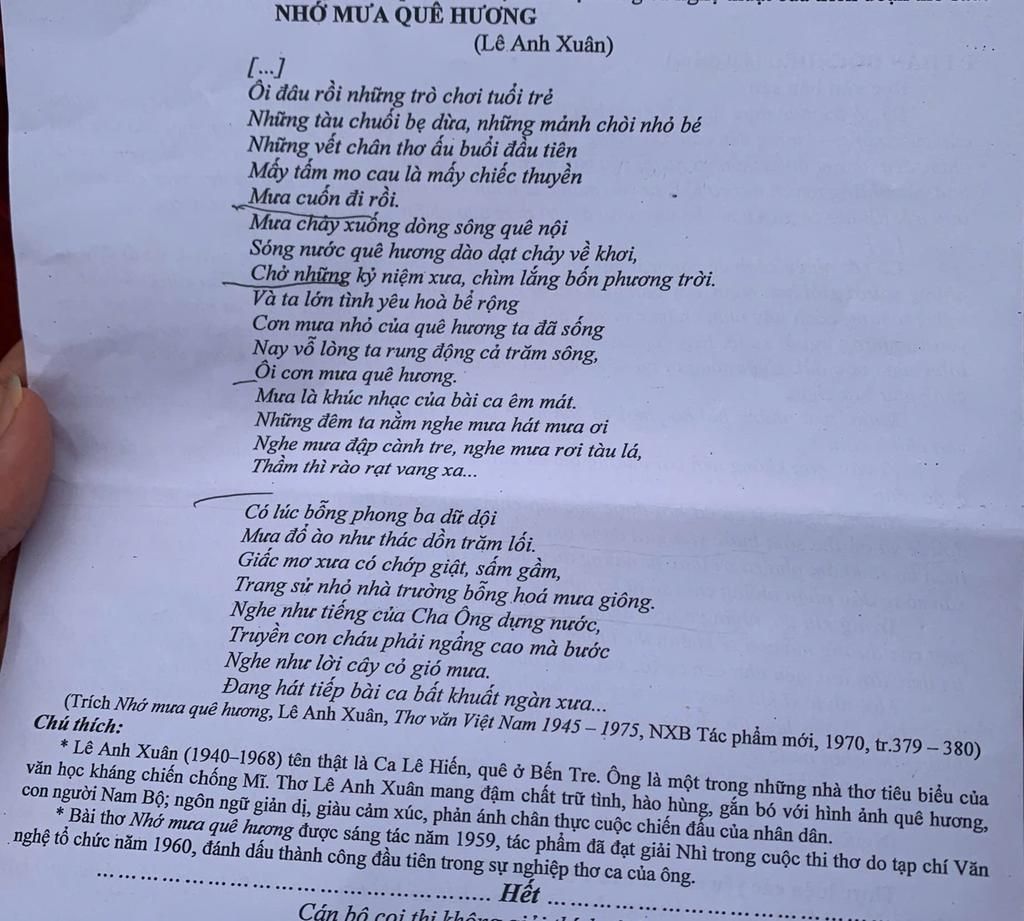 NHỚ MƯA QUÊ HƯƠNG
(Lê Anh Xuân)
[...]
Ôi đâu rồi những trò chơi tuổi trẻ
Những tàu chuối bẹ dừa, những mảnh chòi nhỏ bé
Những vết chân thơ ấu buổi đầu tiên
Mấy tấm mo cau là mấy chiếc thuyền
Mưa cuốn đi rồi.
Mưa chảy xuống dòng sông quê nội
Sóng nước quê hương dào dạt chảy về khơi,
Chở những kỷ niệm xưa, chìm lắng bốn phương trời.
Và ta lớn tình yêu hoà bể rộng
Cơn mưa nhỏ của quê hương ta đã sống
Nay vỗ lòng ta rung động cả trăm sông,
Ôi cơn mưa quê hương.
Mưa là khúc nhạc của bài ca êm mát.
Những đêm ta nằm nghe mưa hát mưa ơi
Nghe mưa đập cành tre, nghe mưa rơi tàu lá,
Thầm thì rào rạt vang xa...
Có lúc bỗng phong ba dữ dội
Mưa đổ ào như thác dồn trăm lối.
Giấc mơ xưa có chớp giật, sấm gầm,
Trang sử nhỏ nhà trường bỗng hoá mưa giông.
Nghe như tiếng của Cha Ông dựng nước,
Truyền con cháu phải ngẩng cao mà bước
Nghe như lời cây cỏ gió mưa.
Đang hát tiếp bài ca bất khuất ngàn xưa...
(Trích Nhớ mưa quê hương, Lê Anh Xuân, Thơ văn Việt Nam 1945 – 1975, NXB Tác phẩm mới, 1970, tr.379 – 380)
Chú thích:
* Lê Anh Xuân (1940–1968) tên thật là Ca Lê Hiến, quê ở Bến Tre. Ông là một trong những nhà thơ tiêu biểu của
văn học kháng chiến chống Mĩ. Thơ Lê Anh Xuân mang đậm chất trữ tình, hào hùng, gắn bó với hình ảnh quê hương,
con người Nam Bộ; ngôn ngữ giản dị, giàu cảm xúc, phản ánh chân thực cuộc chiến đấu của nhân dân.
* Bài thơ Nhớ mưa quê hương được sáng tác năm 1959, tác phẩm đã đạt giải Nhì trong cuộc thi thơ do tạp chí Văn
nghệ tổ chức năm 1960, đánh dấu thành công đầu tiên trong sự nghiệp thơ ca của ông.
Hết
Cán bộ coi thi không